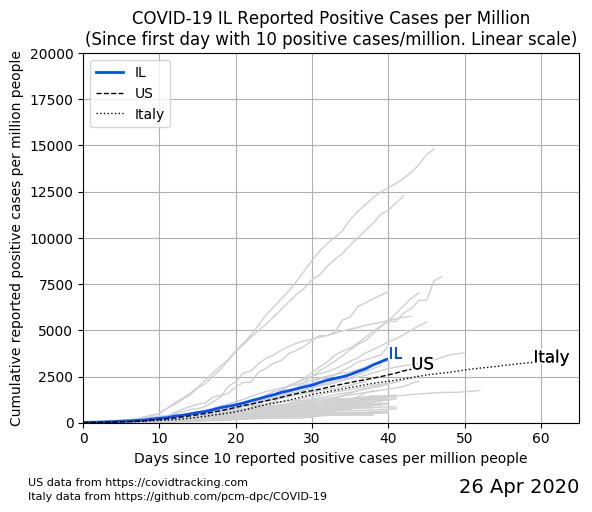 COVID-19 IL Reported Positive Cases per Million
(Since first day with 10 positive cases/million. Linear scale)
Cumulative reported positive cases per million people
20000
17500
15000
12500
10000
7500
5000
2500
0
IL
US
Italy
IL
US
Italy
0 10 20 30 40 50 60
Days since 10 reported positive cases per million people
US data from https://covidtracking.com
Italy data from https://github.com/pcm-dpc/COVID-19
26 Apr 2020